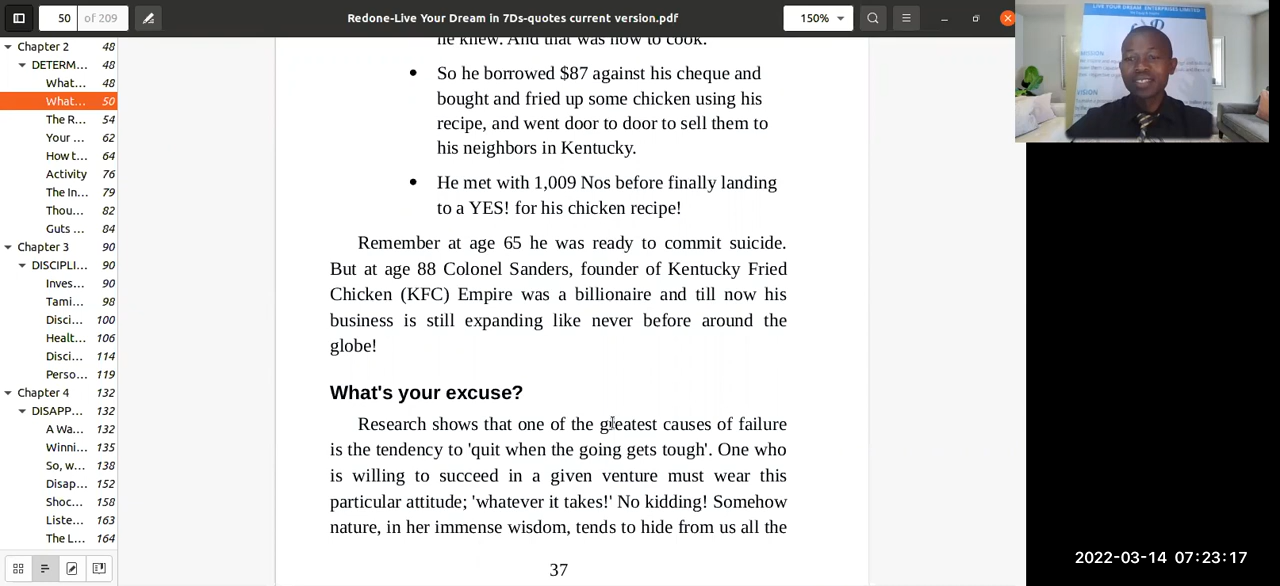 50 of 209
Redone-Live Your Dream in 7Ds-quotes current version.pdf
150%
Chapter 2 48
DETERM... 48
What... 48
What... 50
The R... 54
Your ... 62
How t... 64
Activity 76
The In... 79
Thou... 82
Guts ... 84
Chapter 3 90
DISCIPLI... 90
Inves... 90
Tami... 98
Disci... 100
Healt... 106
Disci... 114
Perso... 119
Chapter 4 132
DISAPP... 132
A Wa... 132
Winni... 135
So, w... 138
Disap... 152
Shoc... 158
Liste... 163
The L... 164
he knew. And that was how to cook.
• So he borrowed $87 against his cheque and
bought and fried up some chicken using his
recipe, and went door to door to sell them to
his neighbors in Kentucky.
• He met with 1,009 Nos before finally landing
to a YES! for his chicken recipe!
Remember at age 65 he was ready to commit suicide.
But at age 88 Colonel Sanders, founder of Kentucky Fried
Chicken (KFC) Empire was a billionaire and till now his
business is still expanding like never before around the
globe!
What's your excuse?
Research shows that one of the greatest causes of failure
is the tendency to 'quit when the going gets tough'. One who
is willing to succeed in a given venture must wear this
particular attitude; 'whatever it takes!' No kidding! Somehow
nature, in her immense wisdom, tends to hide from us all the
37
LIVE YOUR DREAM ENTERPRISES LIMITED
MISSION
2022-03-14 07:23:17